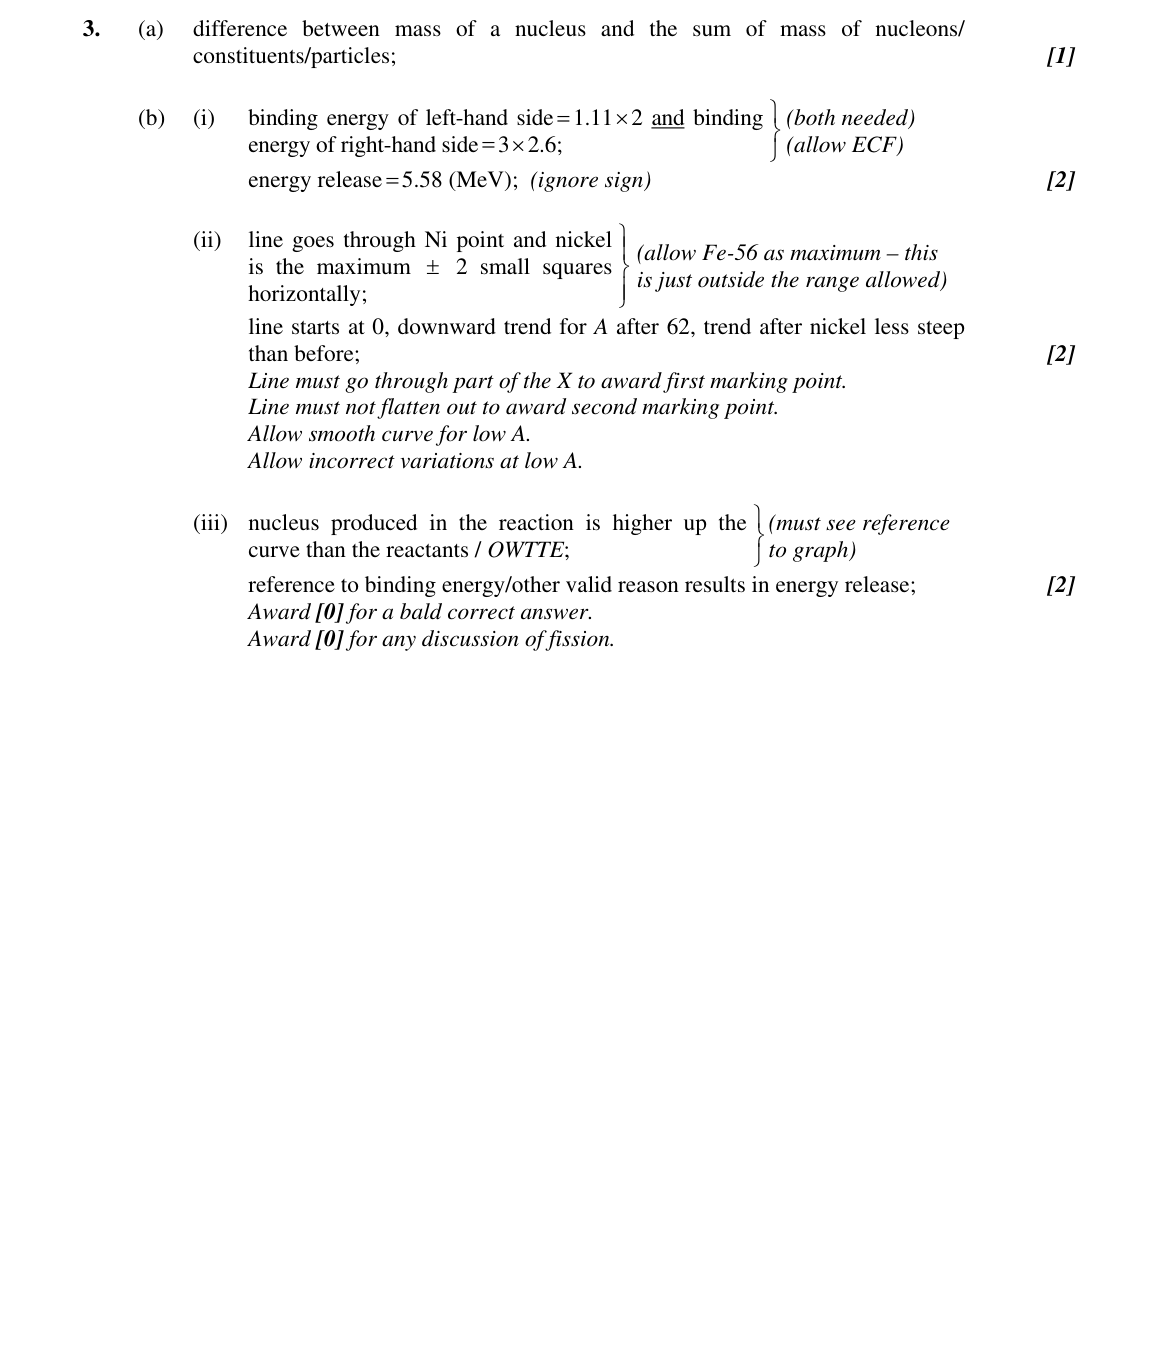 3. (a) difference between mass of a nucleus and the sum of mass of nucleons/
constituents/particles; [1]
(b) (i) binding energy of left-hand side=1.11×2 and binding (both needed)
energy of right-hand side=3×2.6; (allow ECF)
energy release=5.58 (MeV); (ignore sign) [2]
(ii) line goes through Ni point and nickel
is the maximum ± 2 small squares
horizontally;
(allow Fe-56 as maximum – this
is just outside the range allowed)
line starts at 0, downward trend for A after 62, trend after nickel less steep
than before; [2]
Line must go through part of the X to award first marking point.
Line must not flatten out to award second marking point.
Allow smooth curve for low A.
Allow incorrect variations at low A.
(iii) nucleus produced in the reaction is higher up the (must see reference
curve than the reactants / OWTTE; to graph)
reference to binding energy/other valid reason results in energy release; [2]
Award [0] for a bald correct answer.
Award [0] for any discussion of fission.